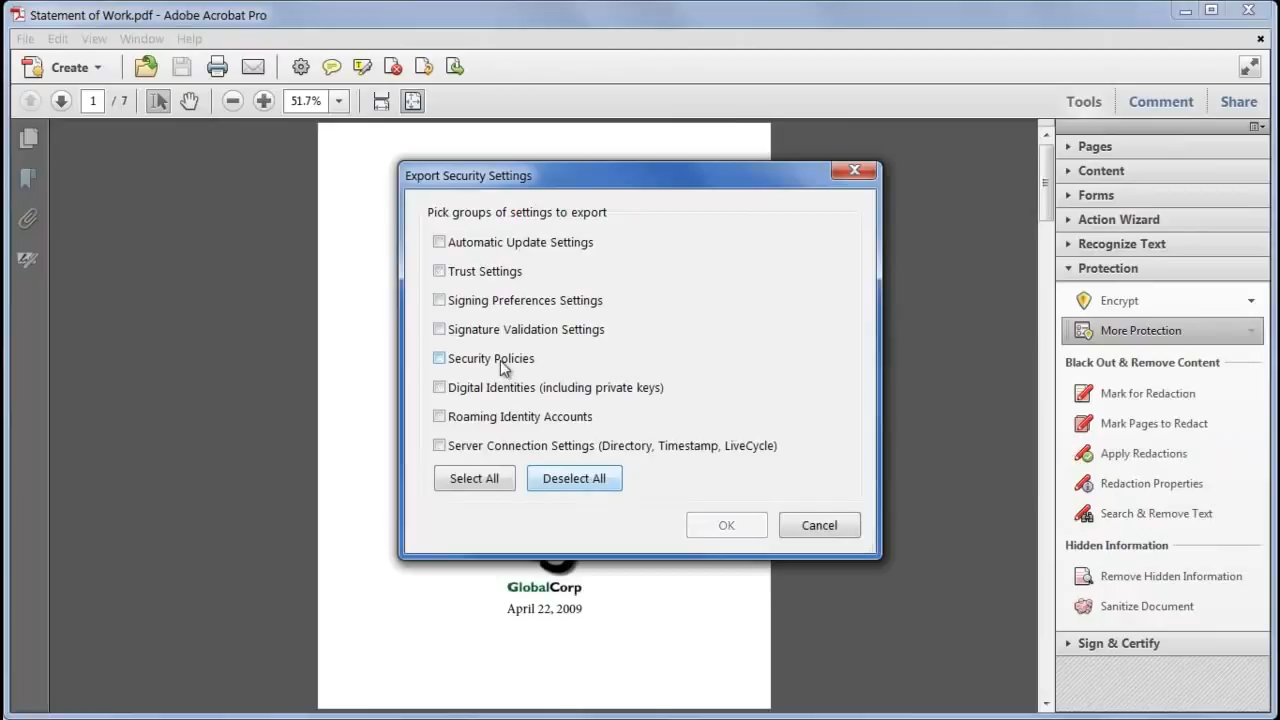 Statement of Work.pdf - Adobe Acrobat Pro
File Edit View Window Help
Create
1 / 7 51.7% Tools Comment Share
Export Security Settings
Pick groups of settings to export
Automatic Update Settings
Trust Settings
Signing Preferences Settings
Signature Validation Settings
Security Policies
Digital Identities (including private keys)
Roaming Identity Accounts
Server Connection Settings (Directory, Timestamp, LiveCycle)
Select All Deselect All
OK Cancel
GlobalCorp
April 22, 2009
Pages
Content
Forms
Action Wizard
Recognize Text
Protection
Encrypt
More Protection
Black Out & Remove Content
Mark for Redaction
Mark Pages to Redact
Apply Redactions
Redaction Properties
Search & Remove Text
Hidden Information
Remove Hidden Information
Sanitize Document
Sign & Certify